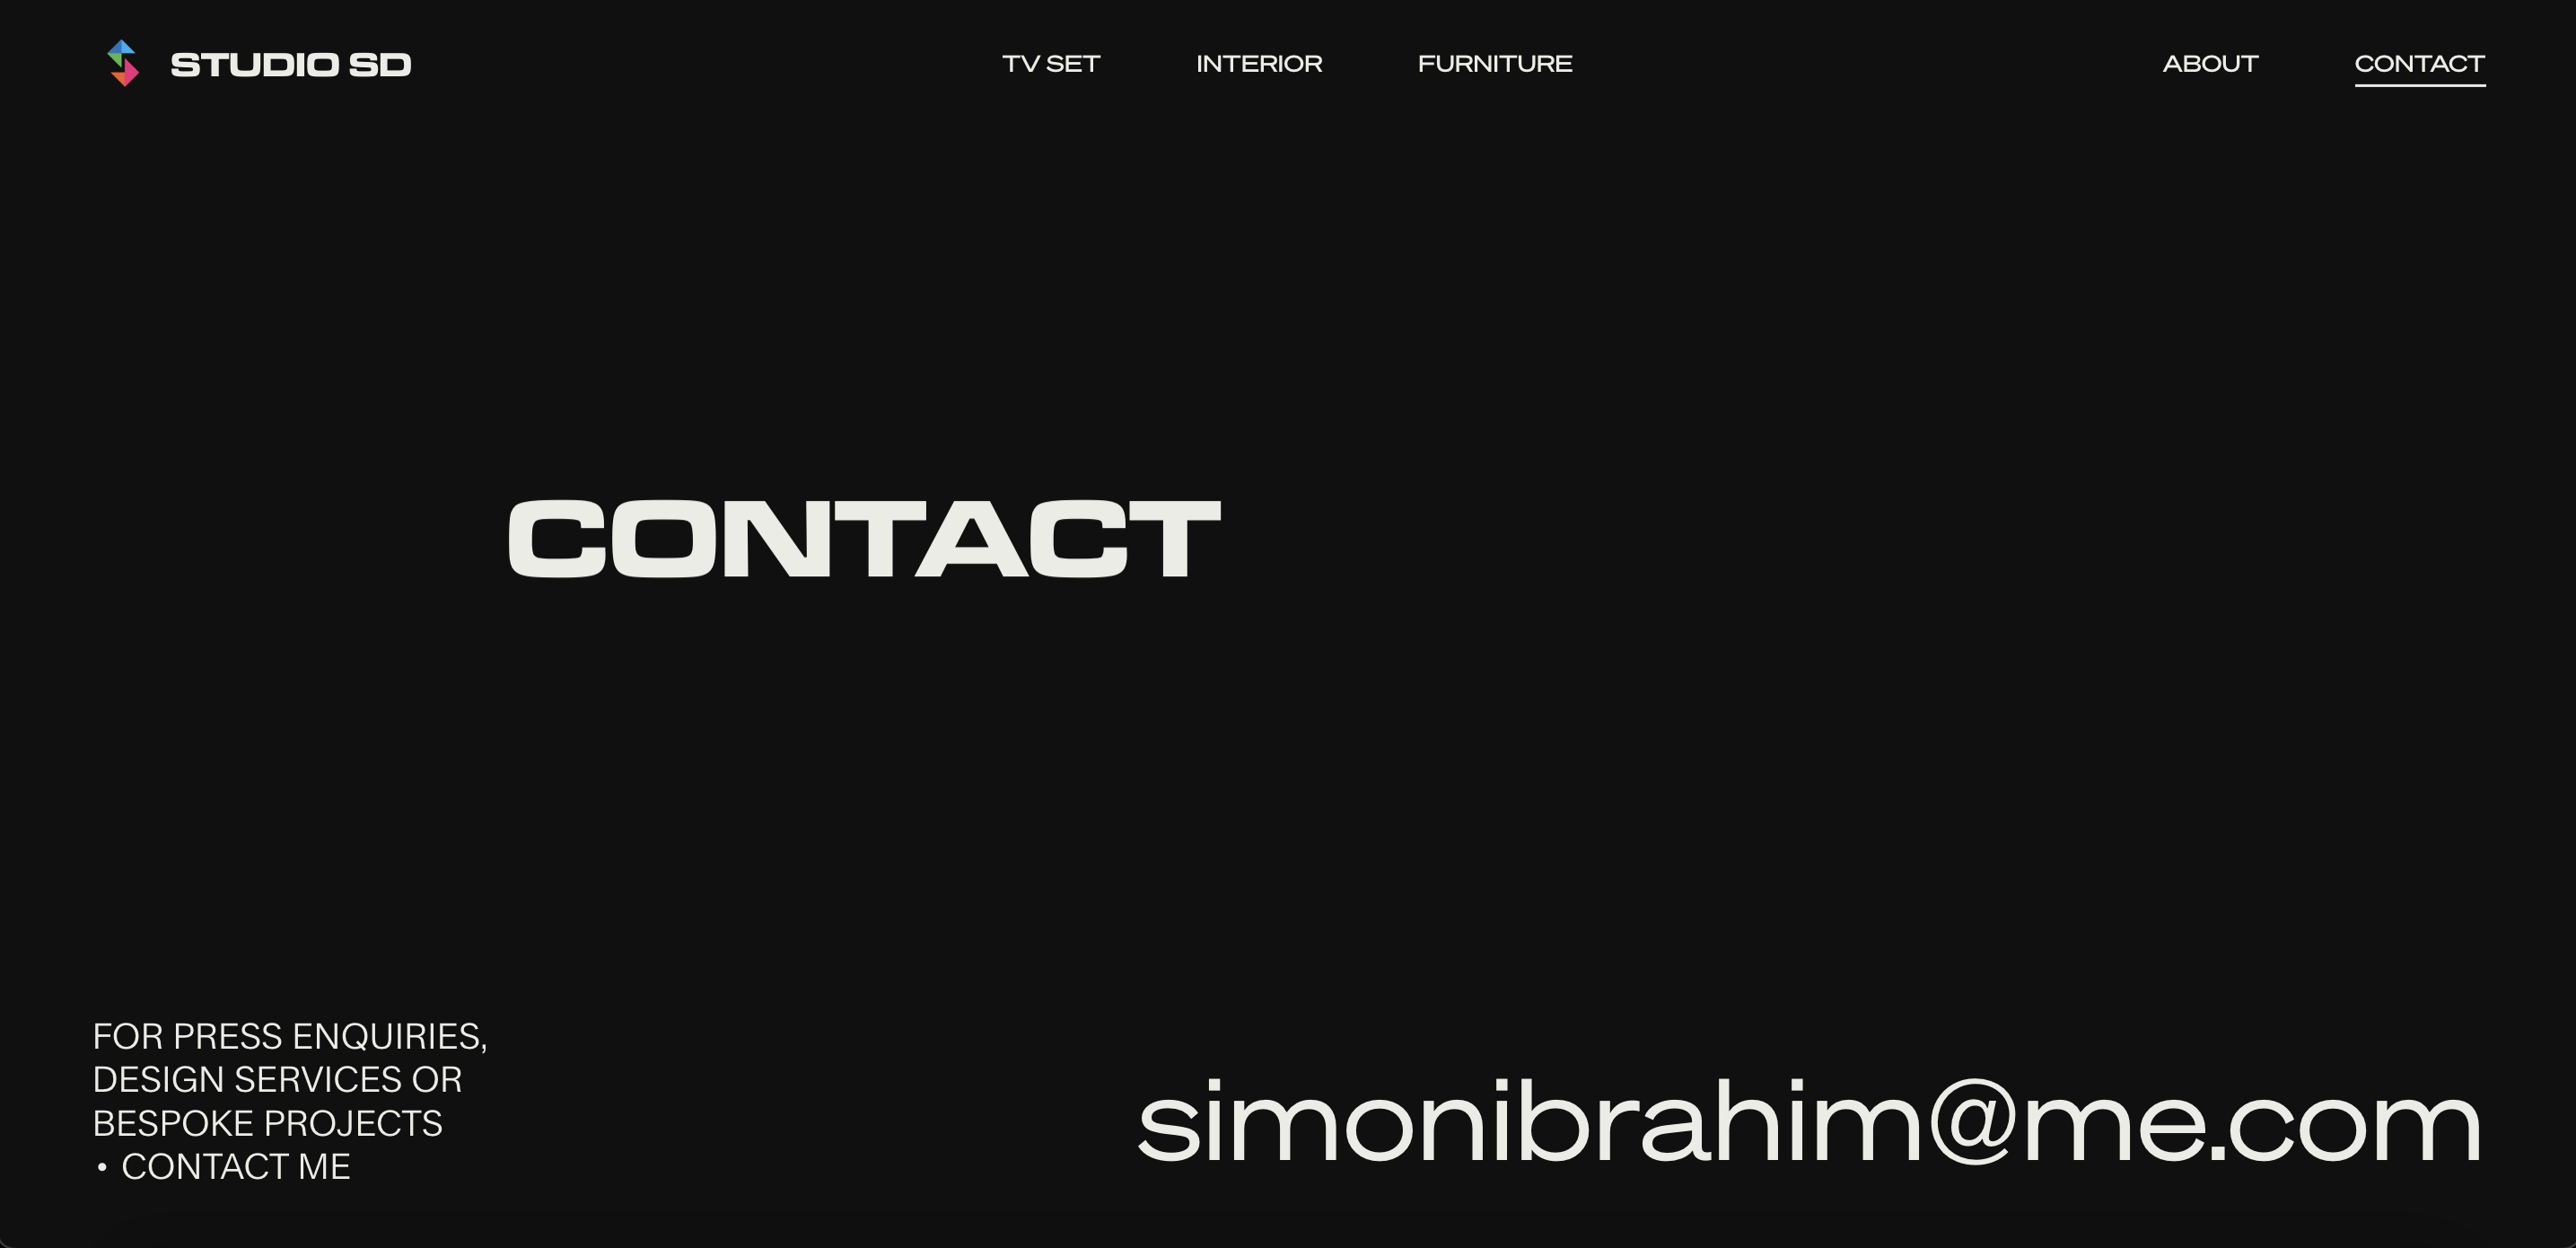 STUDIO SD
TV SET
INTERIOR
FURNITURE
ABOUT
CONTACT
CONTACT
FOR PRESS ENQUIRIES,
DESIGN SERVICES OR
BESPOKE PROJECTS
• CONTACT ME
simonibrahim@me.com